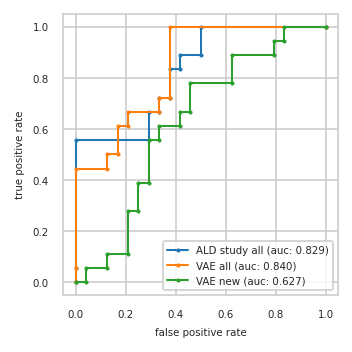 1.0
0.8
0.6
0.4
0.2
0.0
true positive rate
ALD study all (auc: 0.829)
VAE all (auc: 0.840)
VAE new (auc: 0.627)
0.0 0.2 0.4 0.6 0.8 1.0
false positive rate